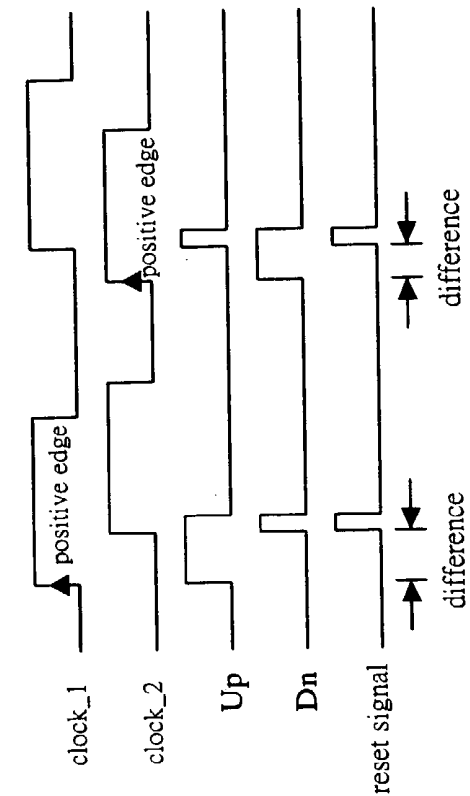 clock_1
positive edge
clock_2
positive edge
Up
Dn
reset signal
difference
difference